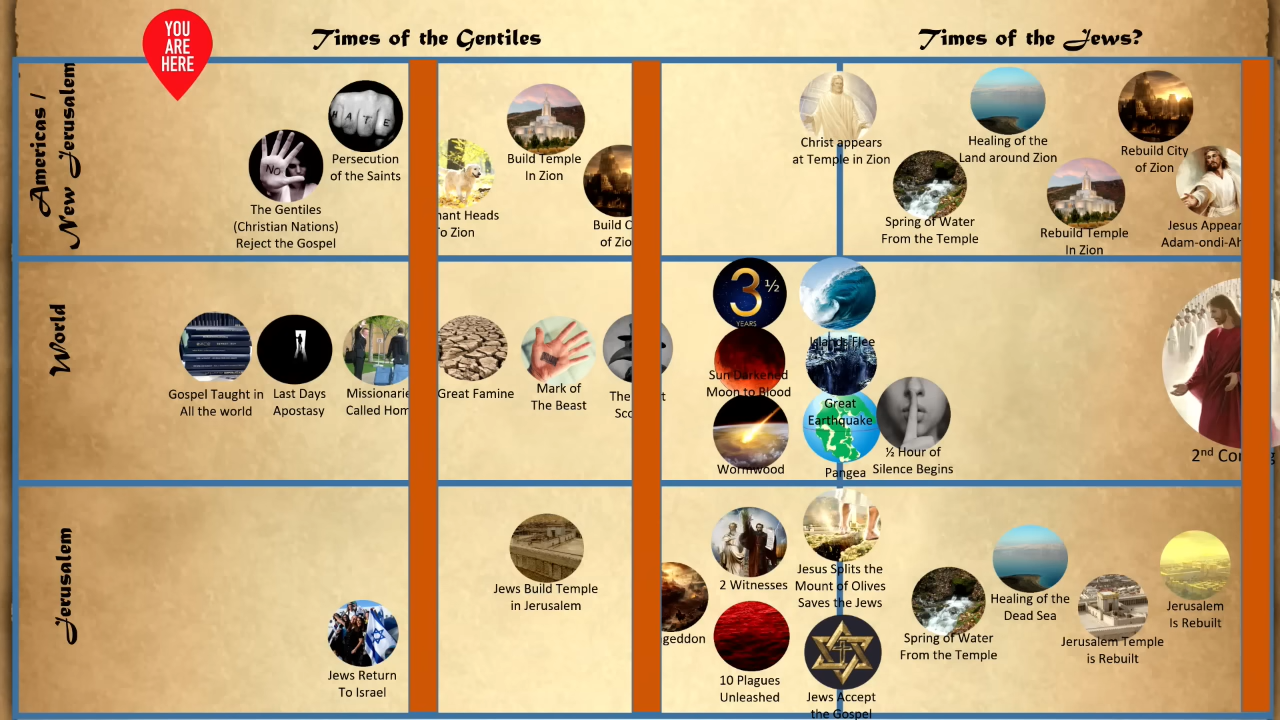 YOU
ARE
HERE
Times of the Gentiles
Times of the Jews?
Americas /
New Jerusalem
HATE
Persecution
of the Saints
NO
The Gentiles
(Christian Nations)
Reject the Gospel
Build Temple
In Zion
Heads
To Zion
Build
of
Christ appears
at Temple in Zion
Spring of Water
From the Temple
Healing of the
Land around Zion
Rebuild Temple
In Zion
Rebuild City
of Zion
Jesus
World
Gospel Taught in
All the world
Last Days
Apostasy
Called
Great Famine
Mark of
The Beast
3 ½
YEARS
Islands Flee
Sun Darkened
Moon to Blood
Great
Earthquake
Wormwood
Pangea
½ Hour of
Silence Begins
2nd
Jerusalem
Jews Return
To Israel
Jews Build Temple
in Jerusalem
2 Witnesses
10 Plagues
Unleashed
Jesus Splits the
Mount of Olives
Saves the Jews
Jews Accept
the Gospel
Spring of Water
From the Temple
Healing of the
Dead Sea
Jerusalem Temple
is Rebuilt
Jerusalem
Is Rebuilt